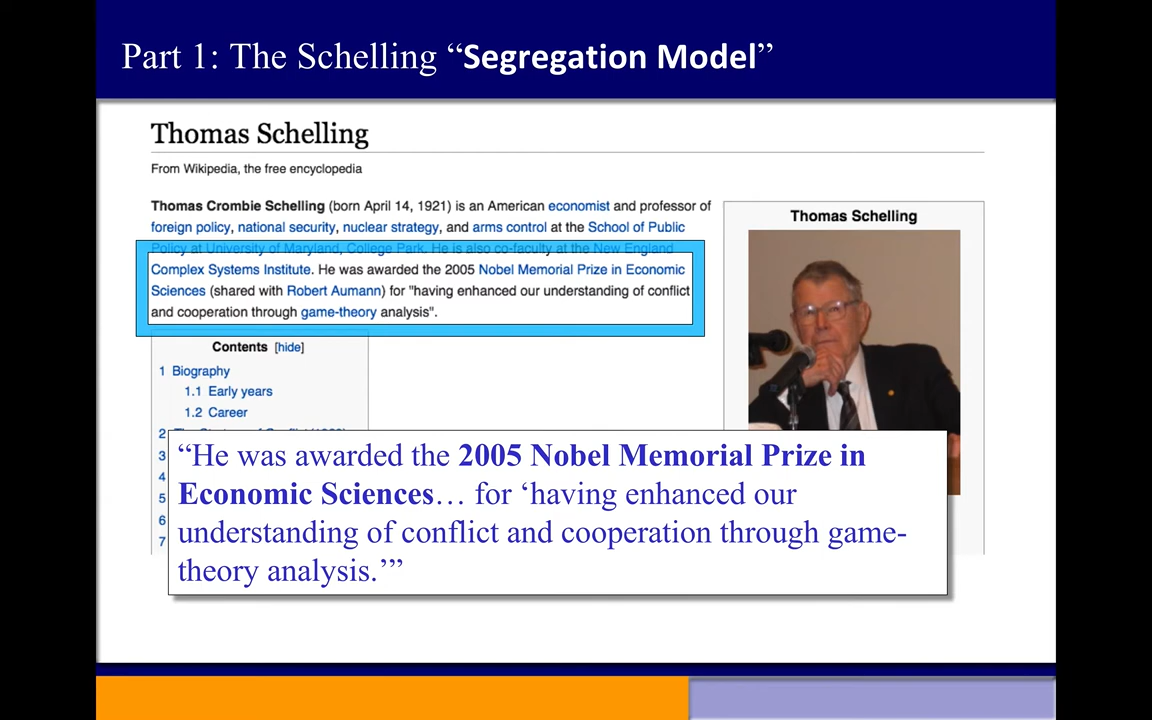 Part 1: The Schelling “Segregation Model”
Thomas Schelling
From Wikipedia, the free encyclopedia
Thomas Crombie Schelling (born April 14, 1921) is an American economist and professor of
foreign policy, national security, nuclear strategy, and arms control at the School of Public
Policy at University of Maryland, College Park. He is also co-faculty at the New England
Complex Systems Institute. He was awarded the 2005 Nobel Memorial Prize in Economic
Sciences (shared with Robert Aumann) for "having enhanced our understanding of conflict
and cooperation through game-theory analysis".
Thomas Schelling
Contents [hide]
1 Biography
1.1 Early years
1.2 Career
2
3
4
5
6
7
“He was awarded the 2005 Nobel Memorial Prize in
Economic Sciences… for ‘having enhanced our
understanding of conflict and cooperation through game-
theory analysis.’”